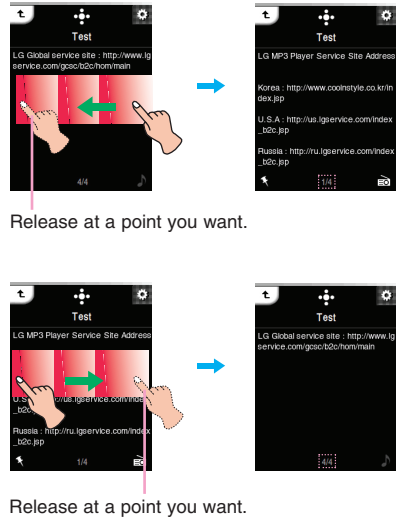 Test
LG Global service site : http://www.lg
service.com/gcsc/b2c/hom/main
4/4
Test
LG MP3 Player Service Site Address
Korea : http://www.coolnstyle.co.kr/in
dex.jsp
U.S.A : http://us.lgservice.com/index
_b2c.jsp
Russia : http://ru.lgservice.com/index
_b2c.jsp
1/4
Release at a point you want.
Test
LG MP3 Player Service Site Address
U.S.A : http://us.lgservice.com/index
_b2c.jsp
Russia : http://ru.lgservice.com/index
_b2c.jsp
1/4
Test
LG Global service site : http://www.lg
service.com/gcsc/b2c/hom/main
4/4
Release at a point you want.